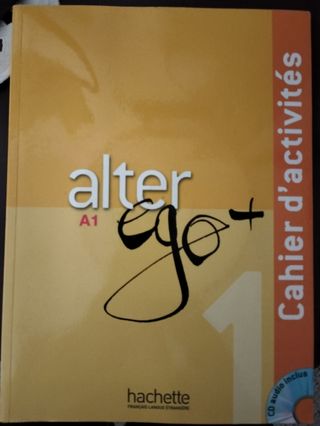 alter
A1
ego+
1
Cahier d'activités
CD audio inclus
hachette
FRANÇAIS LANGUE ÉTRANGÈRE